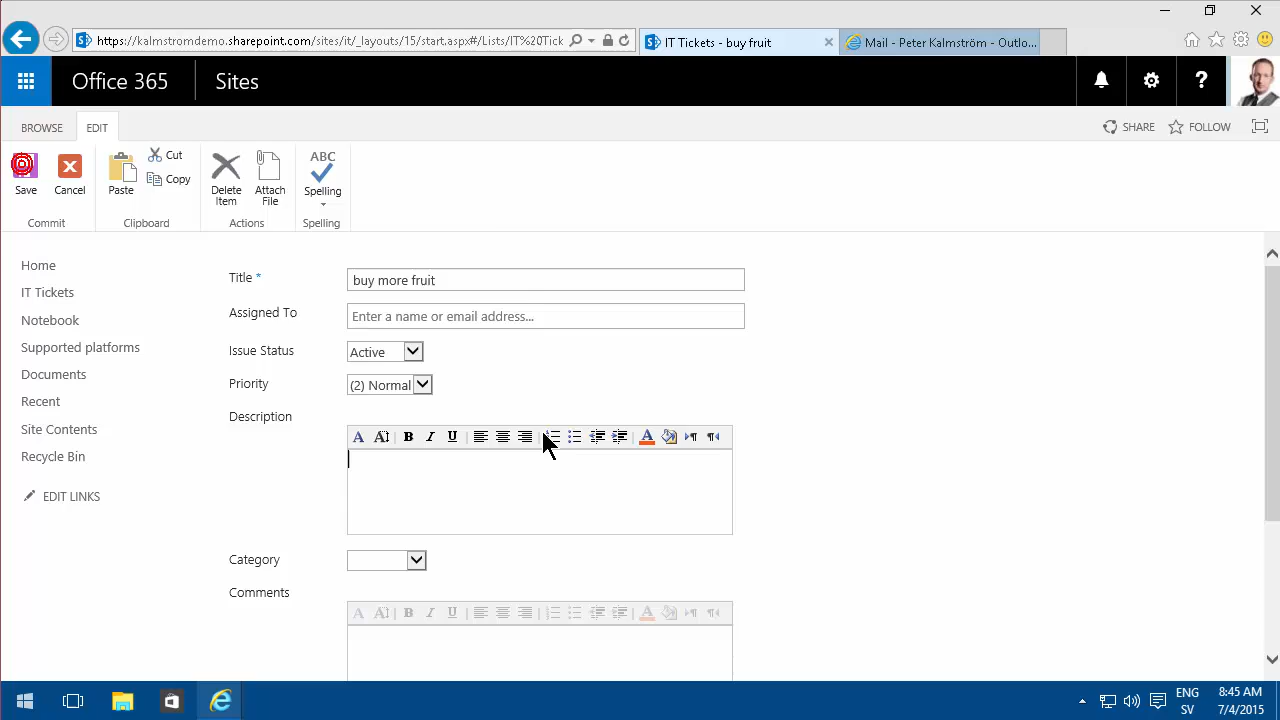 https://kalmstromdemo.sharepoint.com/sites/it/_layouts/15/start.aspx#/Lists/IT%20Tick
IT Tickets - buy fruit
Mail - Peter Kalmström - Outlo...
Office 365
Sites
?
BROWSE
EDIT
SHARE
FOLLOW
Save
Cancel
Paste
Cut
Copy
Delete Item
Attach File
ABC
Spelling
Commit
Clipboard
Actions
Spelling
Home
IT Tickets
Notebook
Supported platforms
Documents
Recent
Site Contents
Recycle Bin
EDIT LINKS
Title *
buy more fruit
Assigned To
Enter a name or email address...
Issue Status
Active
Priority
(2) Normal
Description
A A B I U A
Category
Comments
A A B I U A
ENG
SV
8:45 AM
7/4/2015